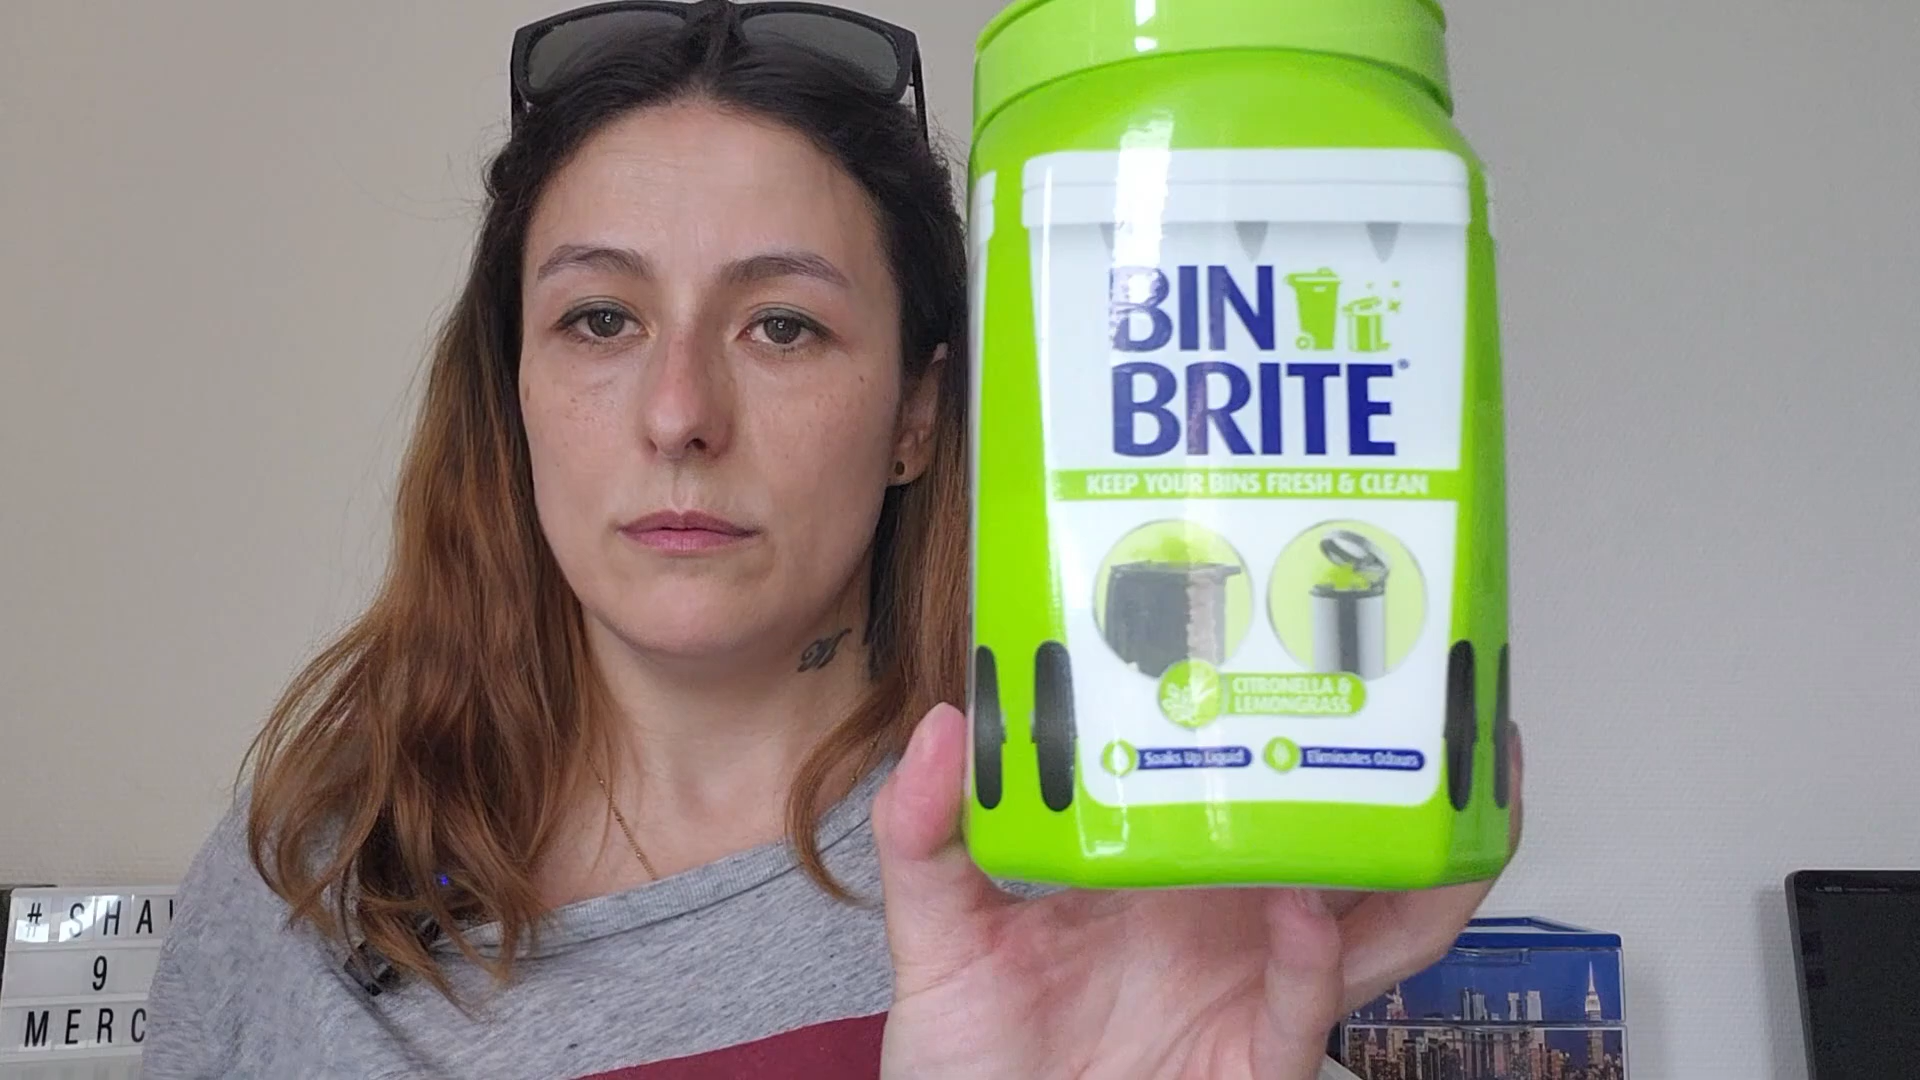 BIN
BRITE®
KEEP YOUR BINS FRESH & CLEAN
CITRONELLA &
LEMONGRASS
Soaks Up Liquid
Eliminates Odours
# SHA
9
MERC